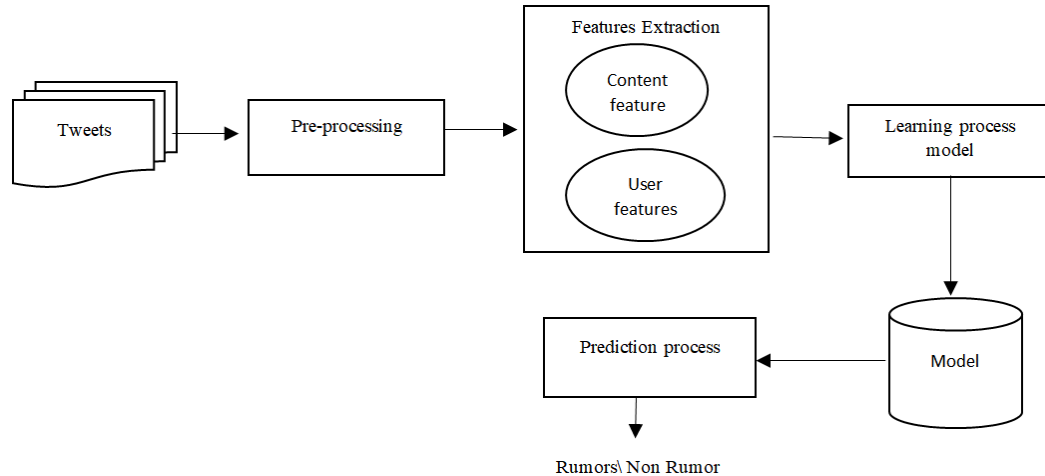 Features Extraction
Content
feature
Tweets
Pre-processing
Learning process
model
User
features
Prediction process
Model
Rumors\ Non Rumor